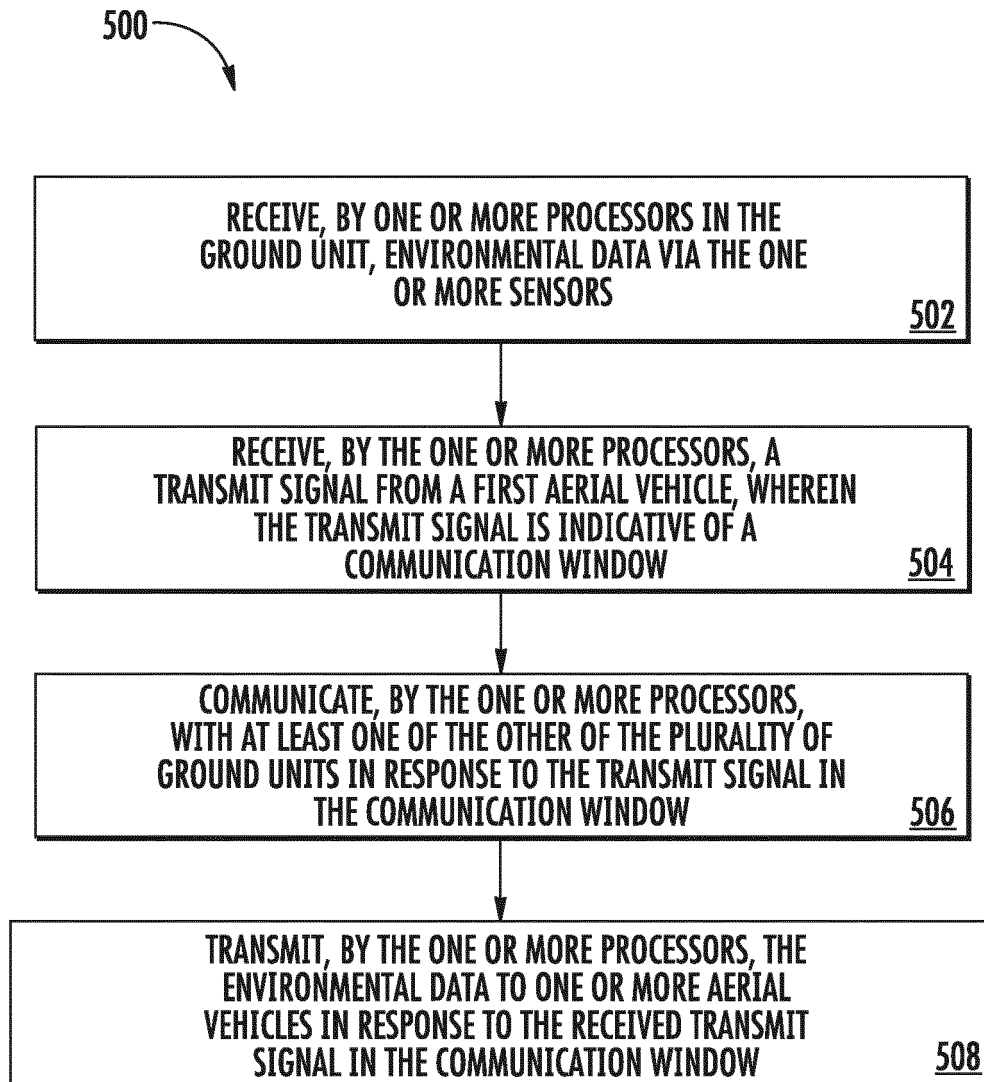 500
RECEIVE, BY ONE OR MORE PROCESSORS IN THE
GROUND UNIT, ENVIRONMENTAL DATA VIA THE ONE
OR MORE SENSORS
502
RECEIVE, BY THE ONE OR MORE PROCESSORS, A
TRANSMIT SIGNAL FROM A FIRST AERIAL VEHICLE, WHEREIN
THE TRANSMIT SIGNAL IS INDICATIVE OF A
COMMUNICATION WINDOW
504
COMMUNICATE, BY THE ONE OR MORE PROCESSORS,
WITH AT LEAST ONE OF THE OTHER OF THE PLURALITY OF
GROUND UNITS IN RESPONSE TO THE TRANSMIT SIGNAL IN
THE COMMUNICATION WINDOW
506
TRANSMIT, BY THE ONE OR MORE PROCESSORS, THE
ENVIRONMENTAL DATA TO ONE OR MORE AERIAL
VEHICLES IN RESPONSE TO THE RECEIVED TRANSMIT
SIGNAL IN THE COMMUNICATION WINDOW
508